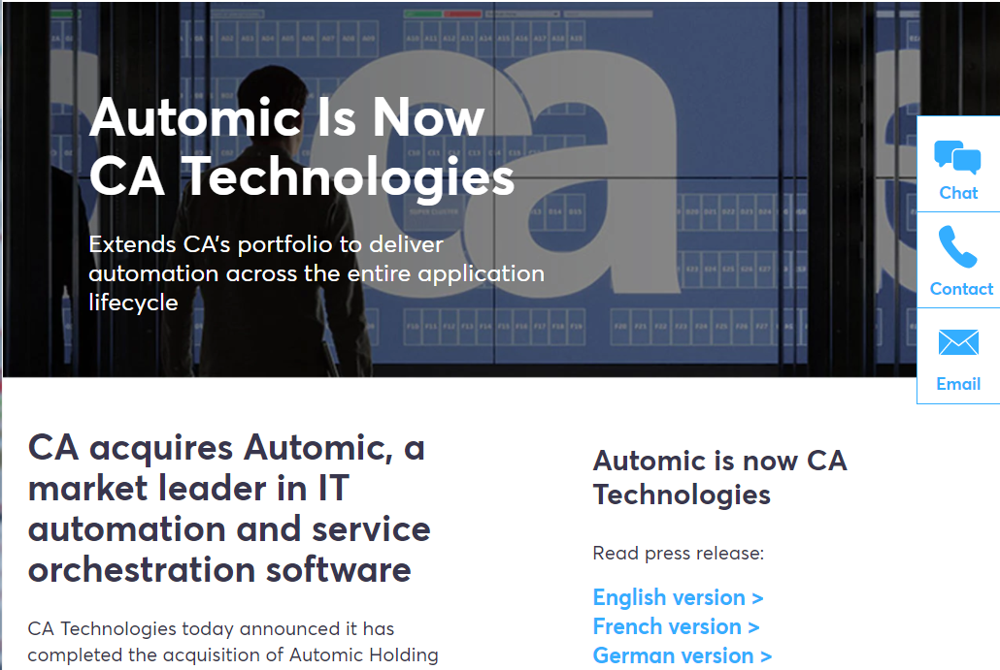 Automic Is Now
CA Technologies
Extends CA's portfolio to deliver
automation across the entire application
lifecycle
ca
SUPER CLUSTER
Chat
Contact
Email
CA acquires Automic, a
market leader in IT
automation and service
orchestration software
CA Technologies today announced it has
completed the acquisition of Automic Holding
Automic is now CA
Technologies
Read press release:
English version >
French version >
German version >